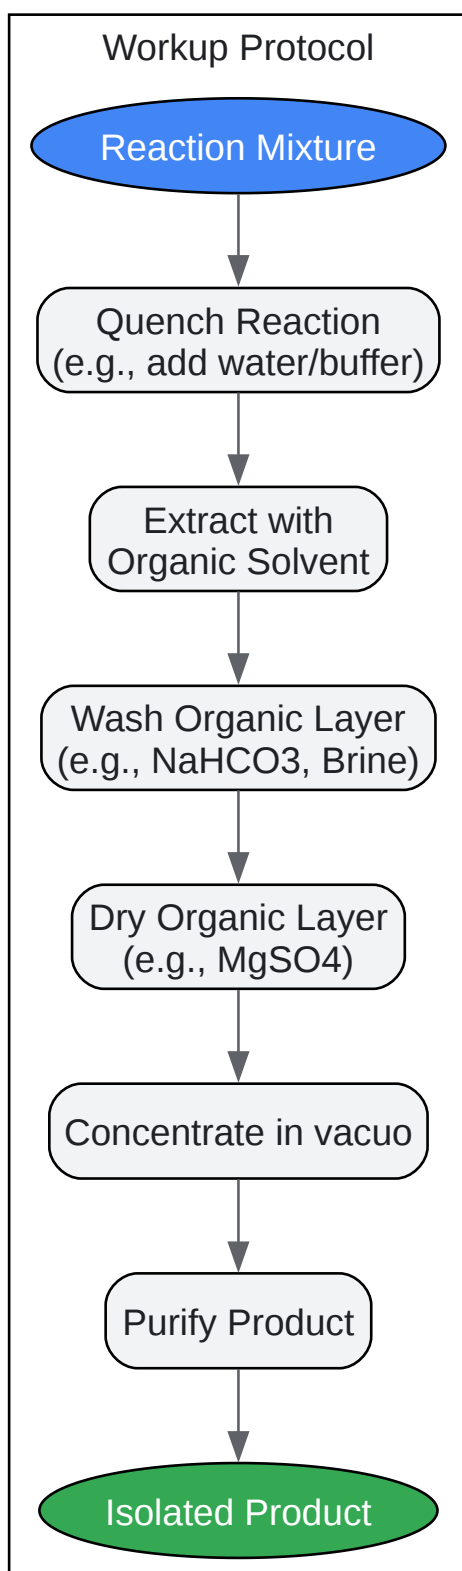 Workup Protocol
Reaction Mixture
Quench Reaction
(e.g., add water/buffer)
Extract with
Organic Solvent
Wash Organic Layer
(e.g., NaHCO3, Brine)
Dry Organic Layer
(e.g., MgSO4)
Concentrate in vacuo
Purify Product
Isolated Product